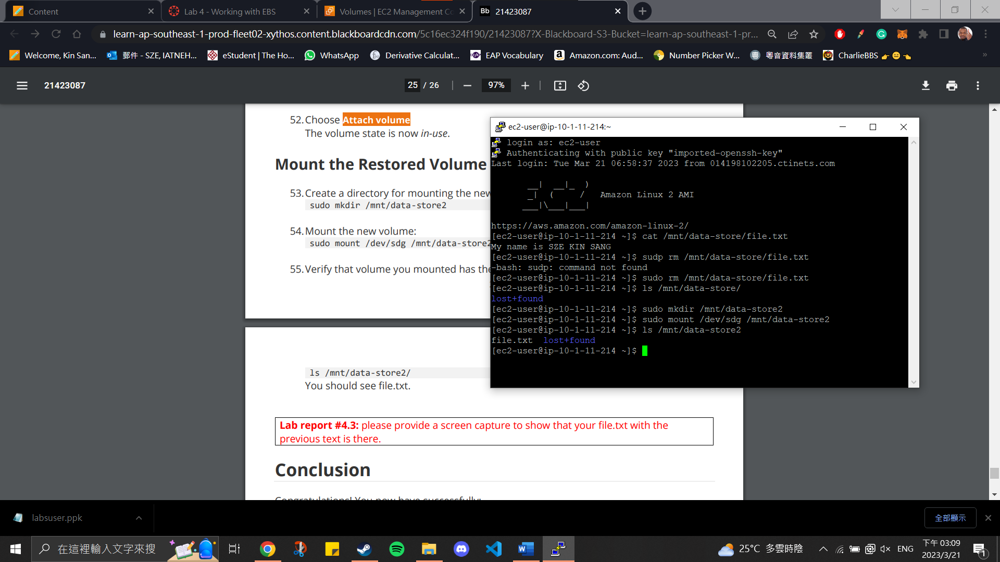 Content
Lab 4 - Working with EBS
Volumes | EC2 Management Co
Bb 21423087
learn-ap-southeast-1-prod-fleet02-xythos.content.blackboardcdn.com/5c16ec324f190/21423087?X-Blackboard-S3-Bucket=learn-ap-southeast-1-pr...
Welcome, Kin San...
郵件 - SZE, IATNEH...
eStudent | The Ho...
WhatsApp
Derivative Calculat...
EAP Vocabulary
Amazon.com: Aud...
Number Picker W...
粵音資料集叢
CharlieBBS 👉😑👈
»
21423087
25 / 26
97%
52. Choose Attach volume
The volume state is now in-use.
Mount the Restored Volume
53. Create a directory for mounting the new
sudo mkdir /mnt/data-store2
54. Mount the new volume:
sudo mount /dev/sdg /mnt/data-store2
55. Verify that volume you mounted has the
ls /mnt/data-store2/
You should see file.txt.
Lab report #4.3: please provide a screen capture to show that your file.txt with the
previous text is there.
Conclusion
Congratulations! You now have successfully:
ec2-user@ip-10-1-11-214:~
login as: ec2-user
Authenticating with public key "imported-openssh-key"
Last login: Tue Mar 21 06:58:37 2023 from 014198102205.ctinets.com
__|  __|_  )
_|  (     /   Amazon Linux 2 AMI
___|\___|___|
https://aws.amazon.com/amazon-linux-2/
[ec2-user@ip-10-1-11-214 ~]$ cat /mnt/data-store/file.txt
My name is SZE KIN SANG
[ec2-user@ip-10-1-11-214 ~]$ sudp rm /mnt/data-store/file.txt
-bash: sudp: command not found
[ec2-user@ip-10-1-11-214 ~]$ sudo rm /mnt/data-store/file.txt
[ec2-user@ip-10-1-11-214 ~]$ ls /mnt/data-store/
lost+found
[ec2-user@ip-10-1-11-214 ~]$ sudo mkdir /mnt/data-store2
[ec2-user@ip-10-1-11-214 ~]$ sudo mount /dev/sdg /mnt/data-store2
[ec2-user@ip-10-1-11-214 ~]$ ls /mnt/data-store2
file.txt  lost+found
[ec2-user@ip-10-1-11-214 ~]$
labsuser.ppk
全部顯示
在這裡輸入文字來搜
25°C 多雲時陰
ENG
下午 03:09
2023/3/21
1